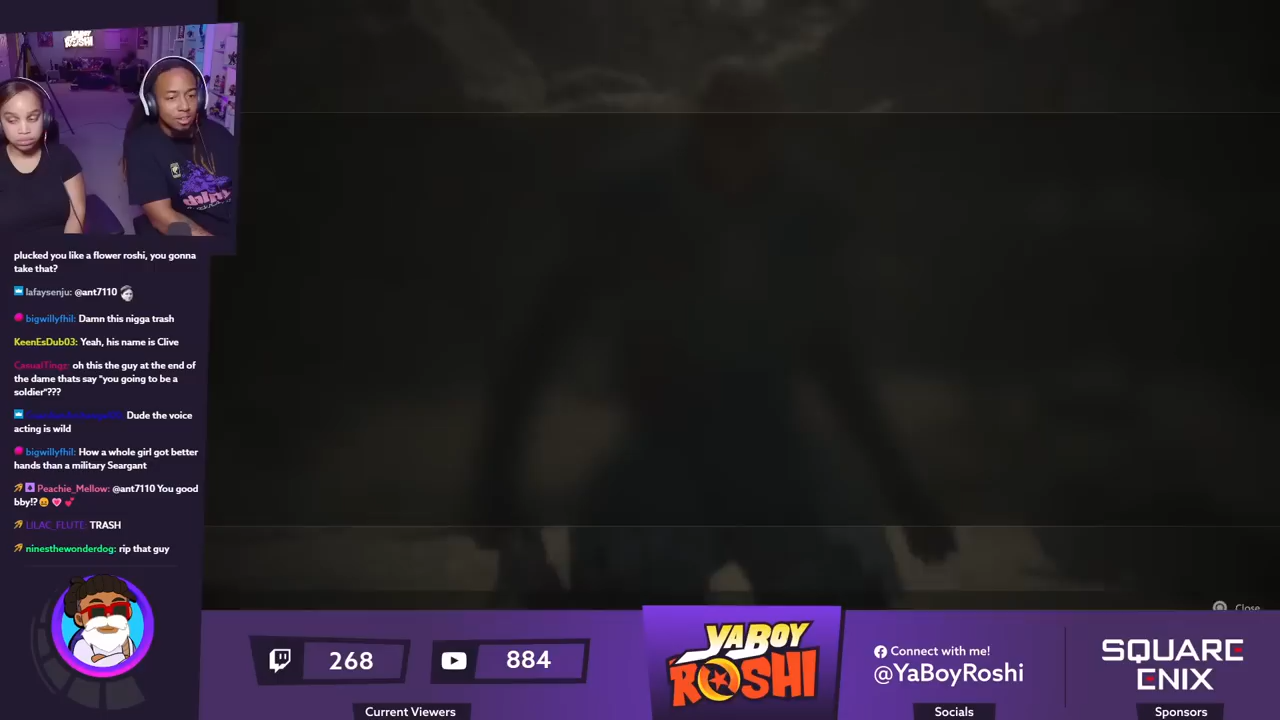 YABOY
ROSHI
plucked you like a flower roshi, you gonna
take that?
lafaysenju: @ant7110
bigwillyfhil: Damn this nigga trash
KeenEsDub03: Yeah, his name is Clive
CasualTingz: oh this the guy at the end of
the dame thats say "you going to be a
soldier"???
Dude the voice
acting is wild
bigwillyfhil: How a whole girl got better
hands than a military Seargant
Peachie_Mellow: @ant7110 You good
bby!?
LILAC_FLUTE: TRASH
ninesthewonderdog: rip that guy
Close
268
884
Current Viewers
YABOY
ROSHI
Connect with me!
@YaBoyRoshi
Socials
SQUARE
ENIX
Sponsors